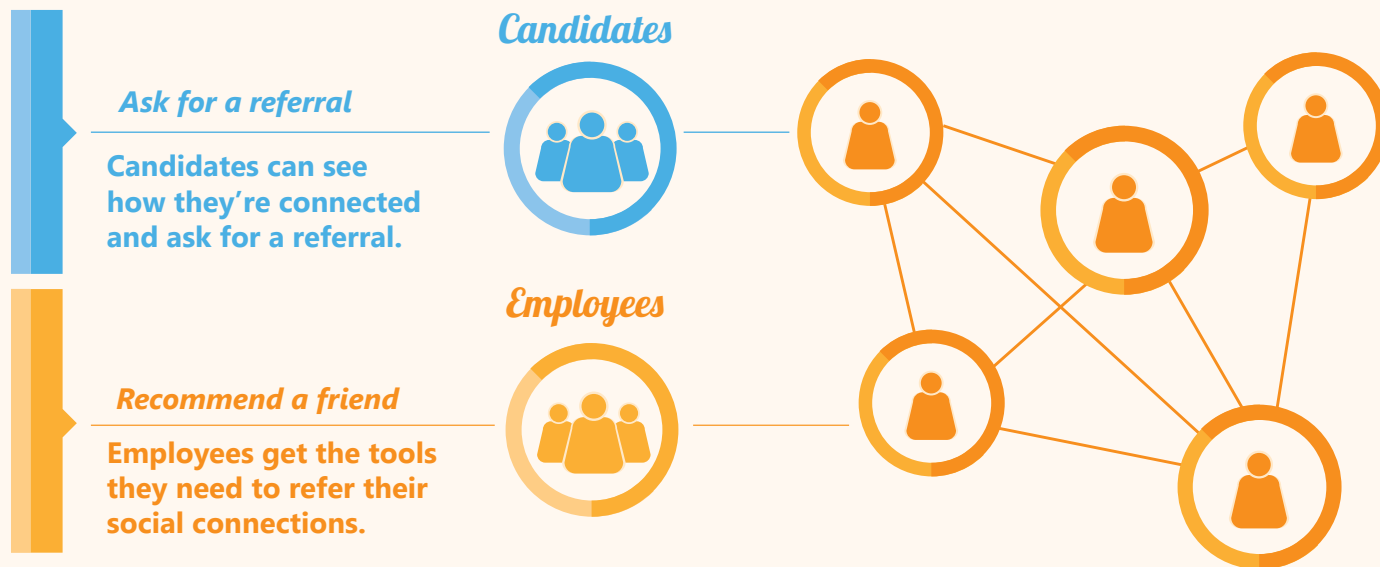 Candidates
Ask for a referral
Candidates can see
how they’re connected
and ask for a referral.
Employees
Recommend a friend
Employees get the tools
they need to refer their
social connections.